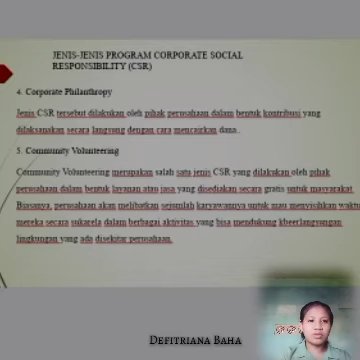 JENIS-JENIS PROGRAM CORPORATE SOCIAL
RESPONSIBILITY (CSR)
4. Corporate Philanthropy
Jenis CSR tersebut dilakukan oleh pihak perusahaan dalam bentuk kontribusi yang
dilaksanakan secara langsung dengan cara mencairkan dana..
5. Community Volunteering
Community Volunteering merupakan salah satu jenis CSR yang dilakukan oleh pihak
perusahaan dalam bentuk layanan atau jasa yang disediakan secara gratis untuk masyarakat.
Biasanya, perusahaan akan melibatkan sejumlah karyawannya untuk mau menyisihkan waktu
mereka secara sukarela dalam berbagai aktivitas yang bisa mendukung kbeerlangsungan
lingkungan yang ada disekitar perusahaan.
Defitriana Baha